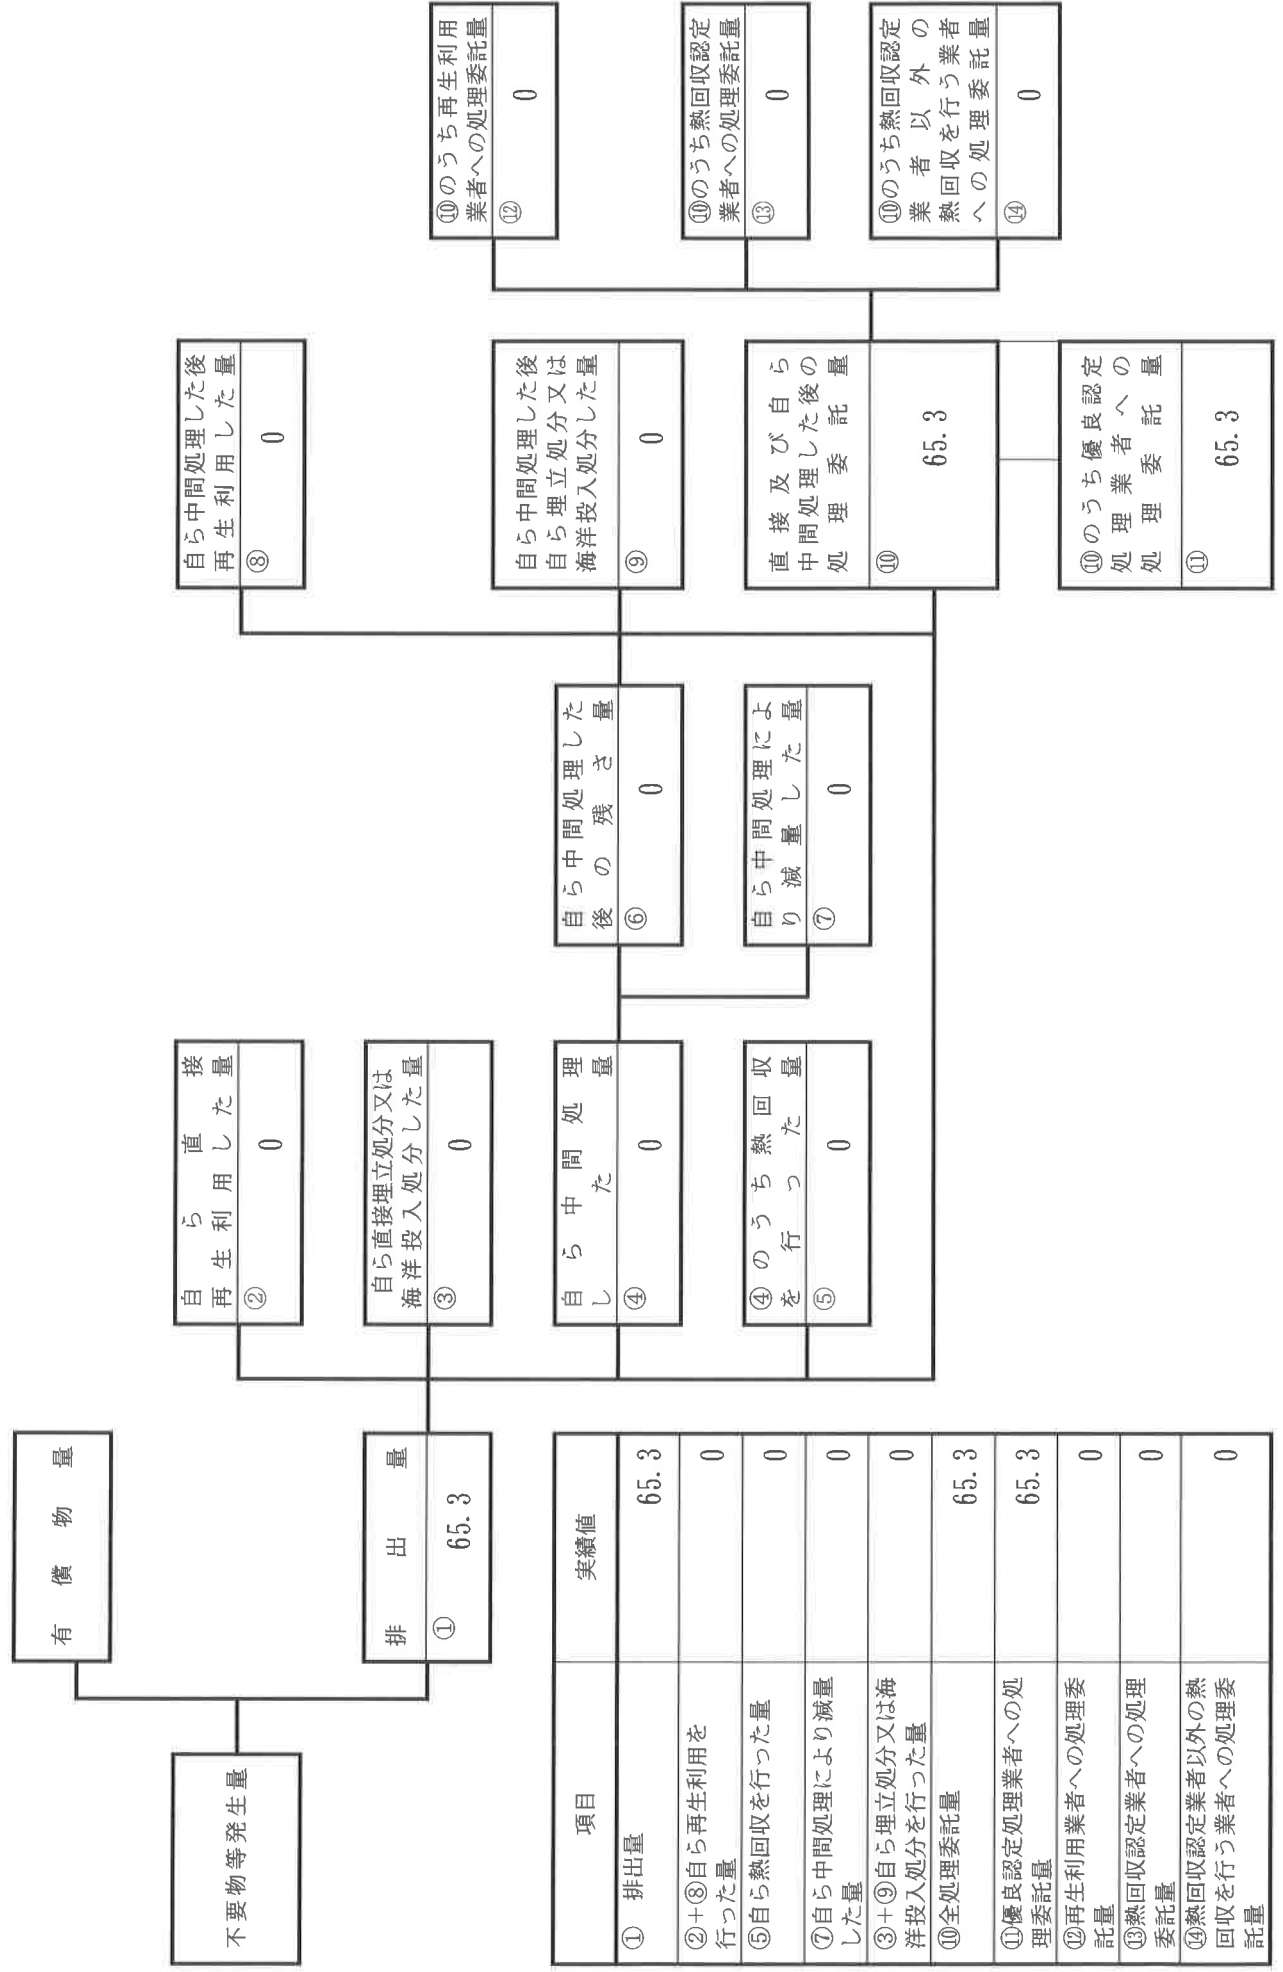 不要物等発生量
有償物量
排出量
①
65.3
自ら直接
再生利用した量
②
0
自ら直接埋立処分又は
海洋投入処分した量
③
0
自ら中間処理
した量
④
0
④のうち熱回収
を行った量
⑤
0
自ら中間処理した
後の残さ量
⑥
0
自ら中間処理によ
り減量した量
⑦
0
自ら中間処理した後
再生利用した量
⑧
0
自ら中間処理した後
自ら埋立処分又は
海洋投入処分した量
⑨
0
直接及び自ら
中間処理した後の
処理委託量
⑩
65.3
⑩のうち優良認定
処理業者への
処理委託量
⑪
65.3
⑩のうち再生利用
業者への処理委託量
⑫
0
⑩のうち熱回収認定
業者への処理委託量
⑬
0
⑩のうち熱回収認定
業者以外の
熱回収を行う業者
への処理委託量
⑭
0
項目 実績値
① 排出量 65.3
②+⑧自ら再生利用を
行った量 0
⑤自ら熱回収を行った量 0
⑦自ら中間処理により減量
した量 0
③+⑨自ら埋立処分又は海
洋投入処分を行った量 0
⑩全処理委託量 65.3
⑪優良認定処理業者への処
理委託量 65.3
⑫再生利用業者への処理委
託量 0
⑬熱回収認定業者への処理
委託量 0
⑭熱回収認定業者以外の熱
回収を行う業者への処理委
託量 0